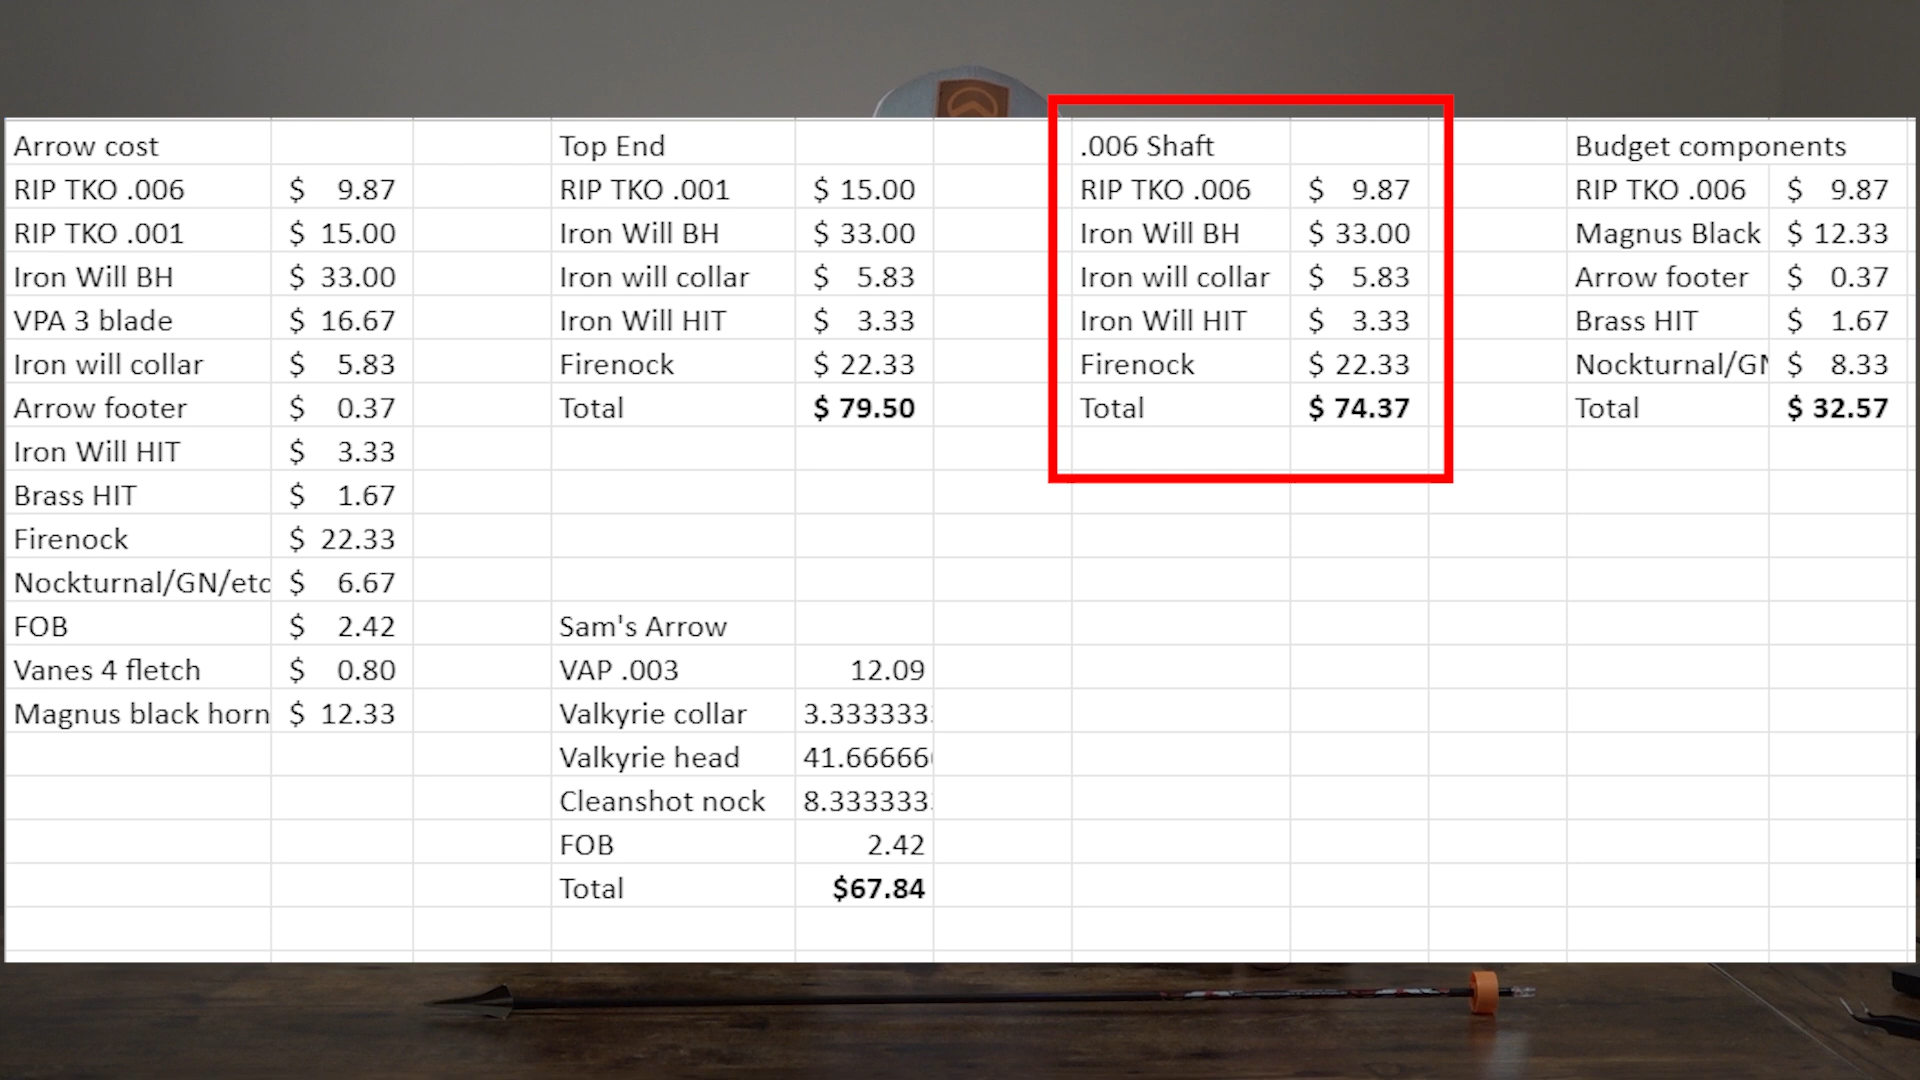 Arrow cost
RIP TKO .006 $ 9.87
RIP TKO .001 $ 15.00
Iron Will BH $ 33.00
VPA 3 blade $ 16.67
Iron will collar $ 5.83
Arrow footer $ 0.37
Iron Will HIT $ 3.33
Brass HIT $ 1.67
Firenock $ 22.33
Nockturnal/GN/etc $ 6.67
FOB $ 2.42
Vanes 4 fletch $ 0.80
Magnus black horn $ 12.33
Top End
RIP TKO .001 $ 15.00
Iron Will BH $ 33.00
Iron will collar $ 5.83
Iron Will HIT $ 3.33
Firenock $ 22.33
Total $ 79.50
Sam's Arrow
VAP .003 12.09
Valkyrie collar 3.333333
Valkyrie head 41.66666
Cleanshot nock 8.333333
FOB 2.42
Total $67.84
.006 Shaft
RIP TKO .006 $ 9.87
Iron Will BH $ 33.00
Iron will collar $ 5.83
Iron Will HIT $ 3.33
Firenock $ 22.33
Total $ 74.37
Budget components
RIP TKO .006 $ 9.87
Magnus Black $ 12.33
Arrow footer $ 0.37
Brass HIT $ 1.67
Nockturnal/GN $ 8.33
Total $ 32.57